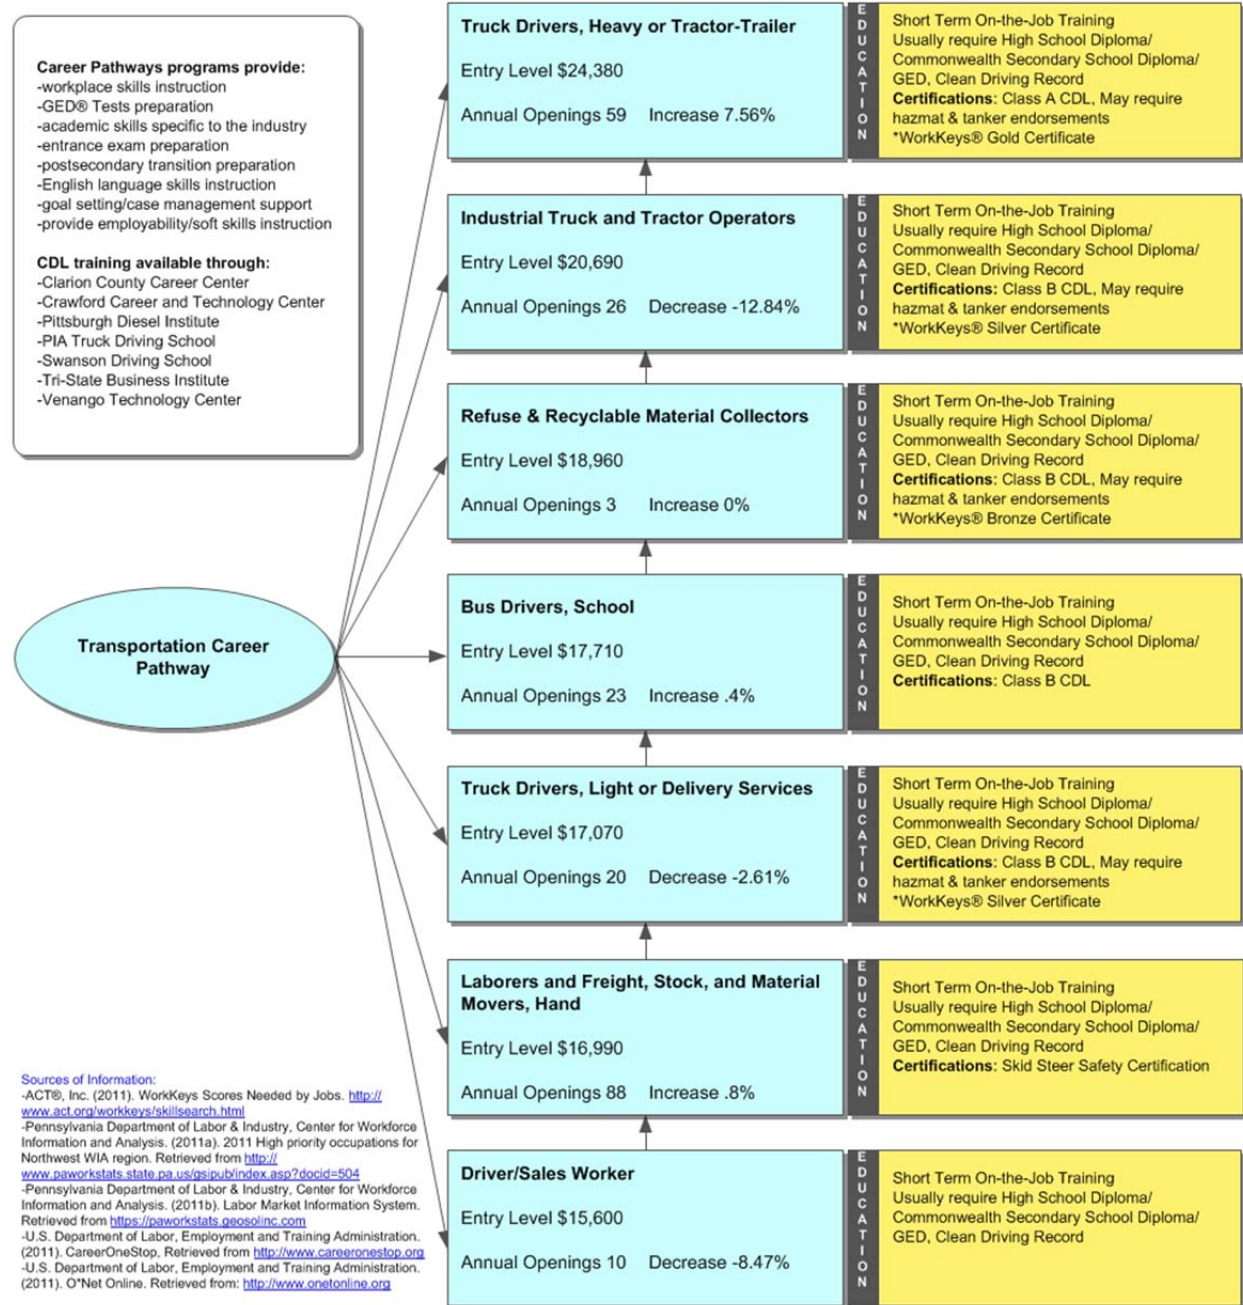 Career Pathways programs provide:
-workplace skills instruction
-GED® Tests preparation
-academic skills specific to the industry
-entrance exam preparation
-postsecondary transition preparation
-English language skills instruction
-goal setting/case management support
-provide employability/soft skills instruction
CDL training available through:
-Clarion County Career Center
-Crawford Career and Technology Center
-Pittsburgh Diesel Institute
-PIA Truck Driving School
-Swanson Driving School
-Tri-State Business Institute
-Venango Technology Center
Transportation Career
Pathway
Truck Drivers, Heavy or Tractor-Trailer
Entry Level $24,380
Annual Openings 59 Increase 7.56%
EDUCATION
Short Term On-the-Job Training
Usually require High School Diploma/
Commonwealth Secondary School Diploma/
GED, Clean Driving Record
Certifications: Class A CDL, May require
hazmat & tanker endorsements
*WorkKeys® Gold Certificate
Industrial Truck and Tractor Operators
Entry Level $20,690
Annual Openings 26 Decrease -12.84%
EDUCATION
Short Term On-the-Job Training
Usually require High School Diploma/
Commonwealth Secondary School Diploma/
GED, Clean Driving Record
Certifications: Class B CDL, May require
hazmat & tanker endorsements
*WorkKeys® Silver Certificate
Refuse & Recyclable Material Collectors
Entry Level $18,960
Annual Openings 3 Increase 0%
EDUCATION
Short Term On-the-Job Training
Usually require High School Diploma/
Commonwealth Secondary School Diploma/
GED, Clean Driving Record
Certifications: Class B CDL, May require
hazmat & tanker endorsements
*WorkKeys® Bronze Certificate
Bus Drivers, School
Entry Level $17,710
Annual Openings 23 Increase .4%
EDUCATION
Short Term On-the-Job Training
Usually require High School Diploma/
Commonwealth Secondary School Diploma/
GED, Clean Driving Record
Certifications: Class B CDL
Truck Drivers, Light or Delivery Services
Entry Level $17,070
Annual Openings 20 Decrease -2.61%
EDUCATION
Short Term On-the-Job Training
Usually require High School Diploma/
Commonwealth Secondary School Diploma/
GED, Clean Driving Record
Certifications: Class B CDL, May require
hazmat & tanker endorsements
*WorkKeys® Silver Certificate
Laborers and Freight, Stock, and Material
Movers, Hand
Entry Level $16,990
Annual Openings 88 Increase .8%
EDUCATION
Short Term On-the-Job Training
Usually require High School Diploma/
Commonwealth Secondary School Diploma/
GED, Clean Driving Record
Certifications: Skid Steer Safety Certification
Driver/Sales Worker
Entry Level $15,600
Annual Openings 10 Decrease -8.47%
EDUCATION
Short Term On-the-Job Training
Usually require High School Diploma/
Commonwealth Secondary School Diploma/
GED, Clean Driving Record
Sources of Information:
-ACT®, Inc. (2011). WorkKeys Scores Needed by Jobs. http://
www.act.org/workkeys/skillsearch.html
-Pennsylvania Department of Labor & Industry, Center for Workforce
Information and Analysis. (2011a). 2011 High priority occupations for
Northwest WIA region. Retrieved from http://
www.paworkstats.state.pa.us/gsipub/index.asp?docid=504
-Pennsylvania Department of Labor & Industry, Center for Workforce
Information and Analysis. (2011b). Labor Market Information System.
Retrieved from https://paworkstats.geosolinc.com
-U.S. Department of Labor, Employment and Training Administration.
(2011). CareerOneStop, Retrieved from http://www.careeronestop.org
-U.S. Department of Labor, Employment and Training Administration.
(2011). O*Net Online. Retrieved from: http://www.onetonline.org